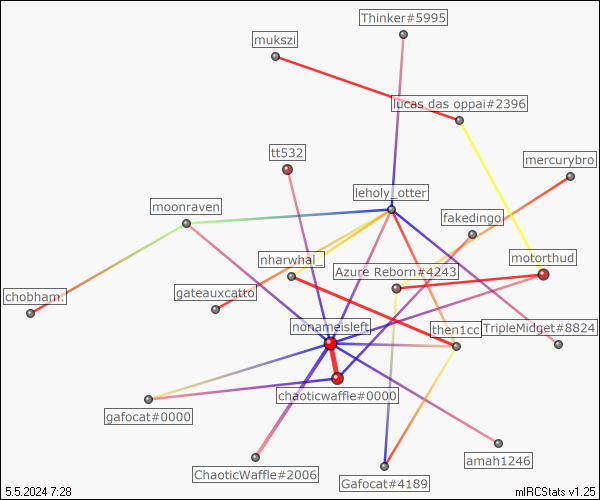 Thinker#5995
mukszi
lucas das oppai#2396
tt532
mercurybro
leholy_otter
moonraven
fakedingo
nharwhal_
motorthud
Azure Reborn#4243
gateauxcatto
chobham.
nonameisleft
then1cc
TripleMidget#8824
chaoticwaffle#0000
gafocat#0000
amah1246
ChaoticWaffle#2006
Gafocat#4189
5.5.2024 7:28
mIRCStats v1.25